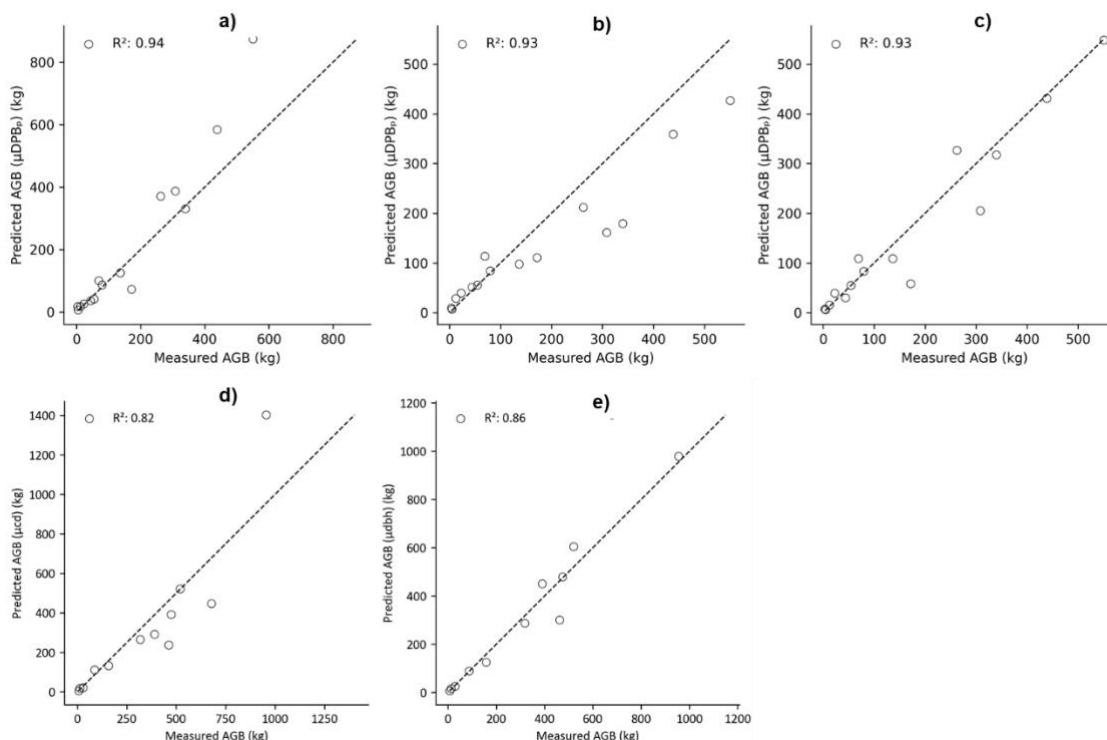 a)
R²: 0.94
Predicted AGB (μDPBₚ) (kg)
800
600
400
200
0
0 200 400 600 800
Measured AGB (kg)
b)
R²: 0.93
Predicted AGB (μDPBₚ) (kg)
500
400
300
200
100
0
0 100 200 300 400 500
Measured AGB (kg)
c)
R²: 0.93
Predicted AGB (μDPBₚ) (kg)
500
400
300
200
100
0
0 100 200 300 400 500
Measured AGB (kg)
d)
R²: 0.82
Predicted AGB (μcd) (kg)
1400
1200
1000
800
600
400
200
0
0 250 500 750 1000 1250
Measured AGB (kg)
e)
R²: 0.86
Predicted AGB (μdbh) (kg)
1200
1000
800
600
400
200
0
0 200 400 600 800 1000 1200
Measured AGB (kg)